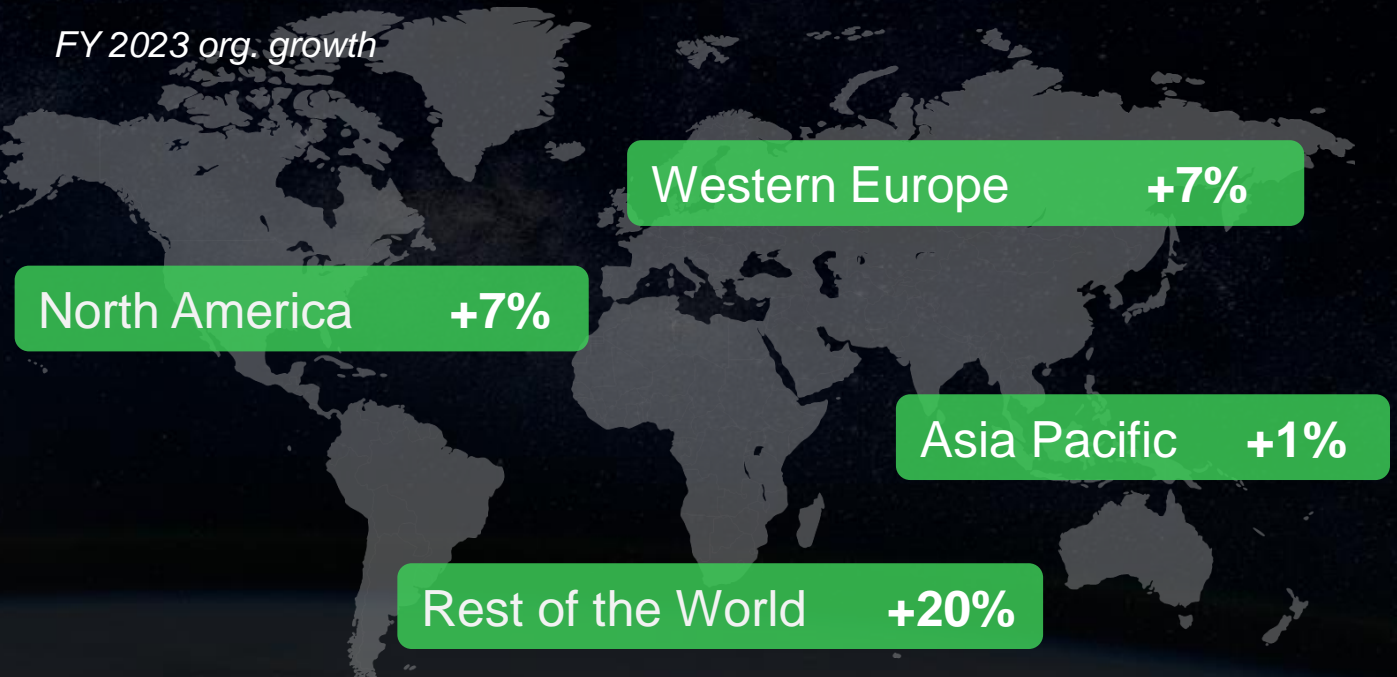 FY 2023 org. growth
Western Europe +7%
North America +7%
Asia Pacific +1%
Rest of the World +20%